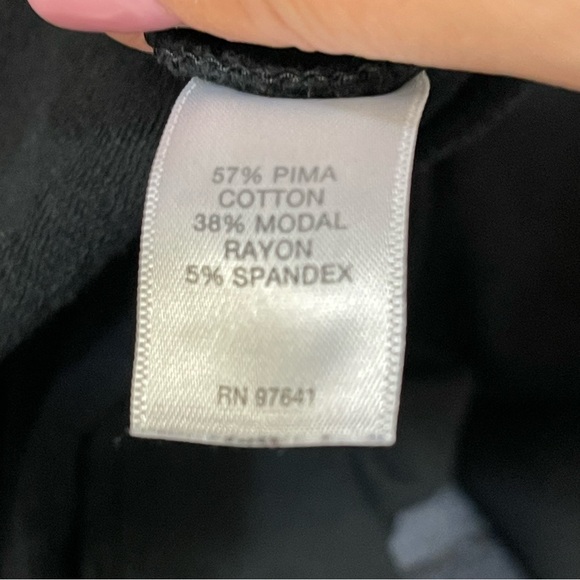 57% PIMA
COTTON
38% MODAL
RAYON
5% SPANDEX
RN 97641